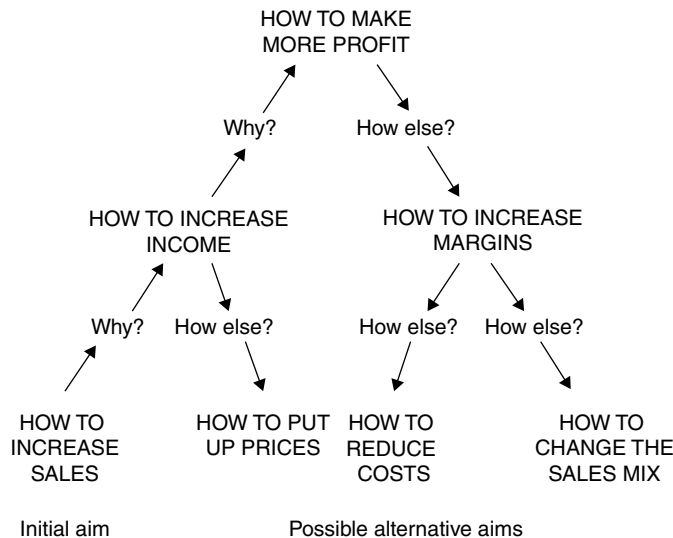 HOW TO MAKE
MORE PROFIT
Why?
How else?
HOW TO INCREASE
INCOME
HOW TO INCREASE
MARGINS
Why?
How else?
How else?
How else?
HOW TO
INCREASE
SALES
HOW TO PUT
UP PRICES
HOW TO
REDUCE
COSTS
HOW TO
CHANGE THE
SALES MIX
Initial aim
Possible alternative aims